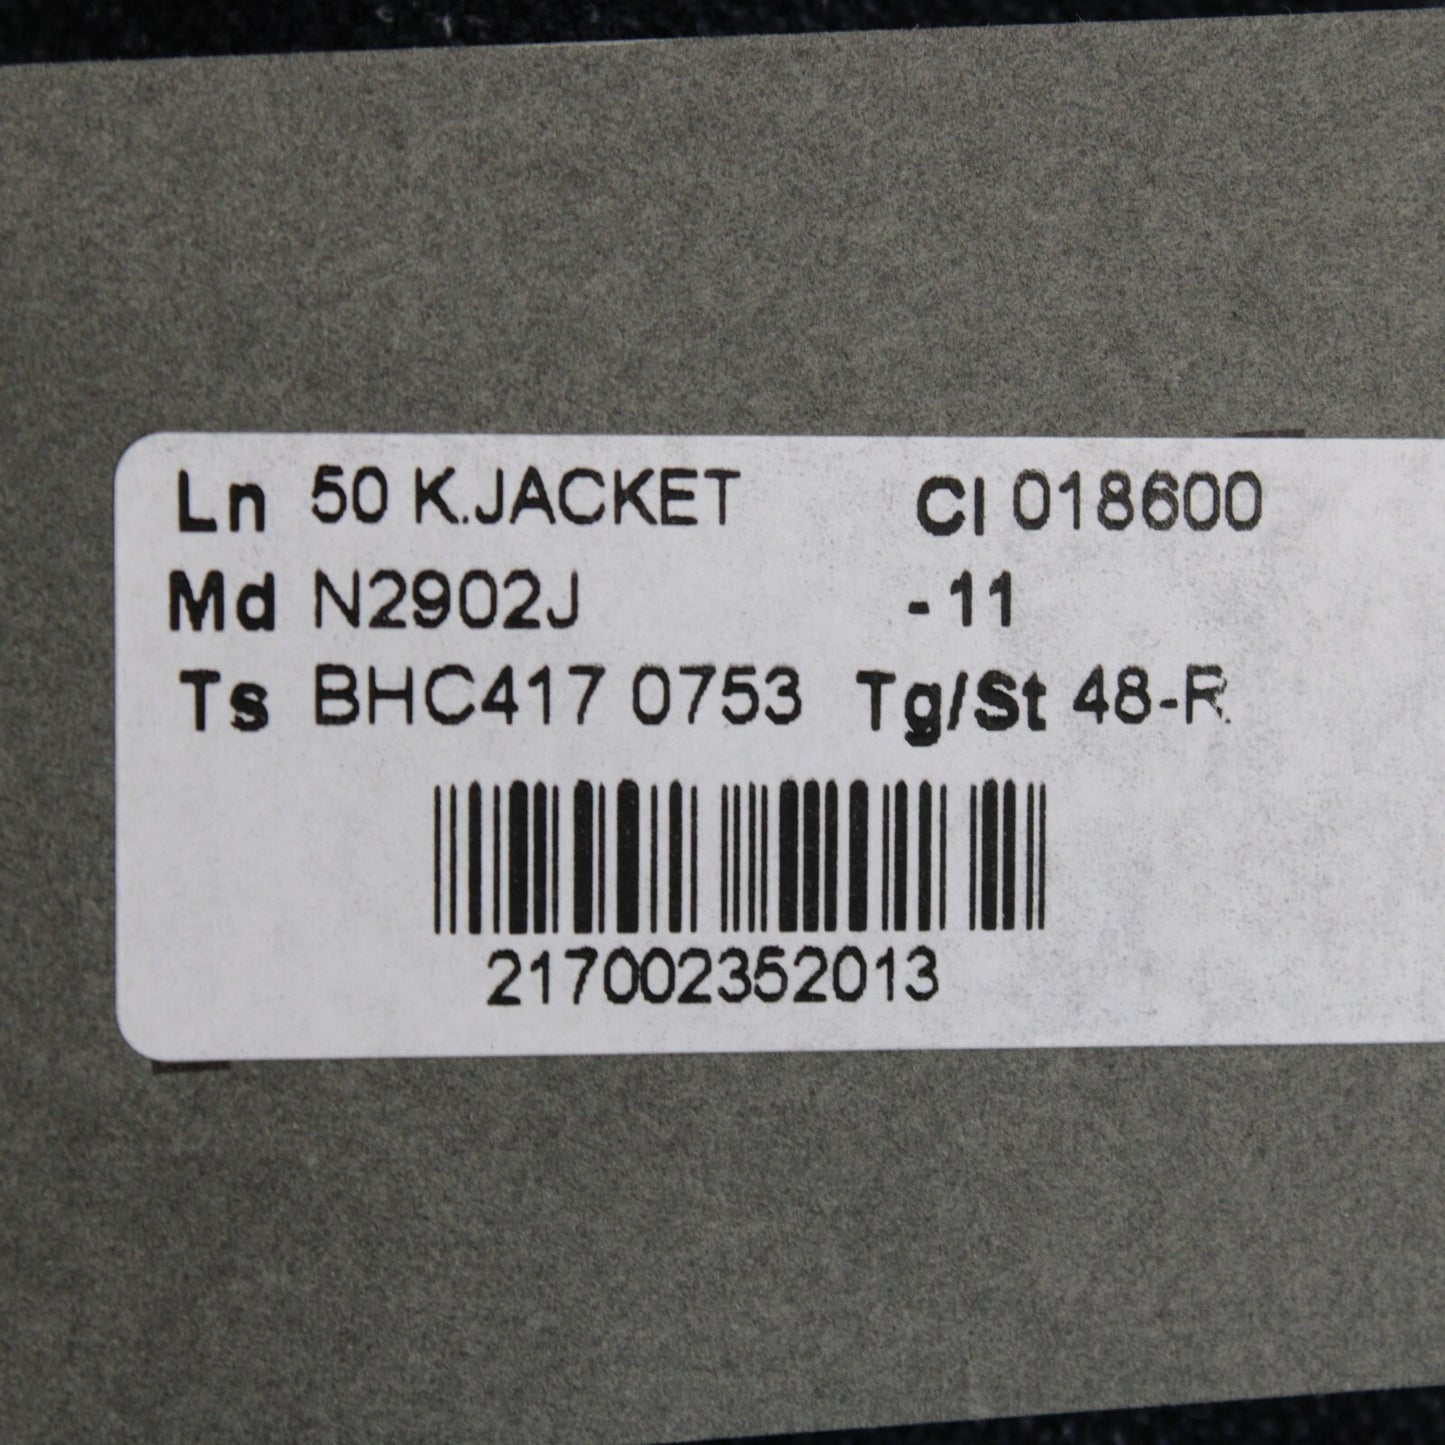 Ln 50 K.JACKET Cl 018600
Md N2902J -11
Ts BHC417 0753 Tg/St 48-R
217002352013